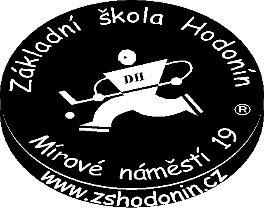 Základní škola Hodonín
DH
Mírové náměstí 19 ®
www.zshodonin.cz